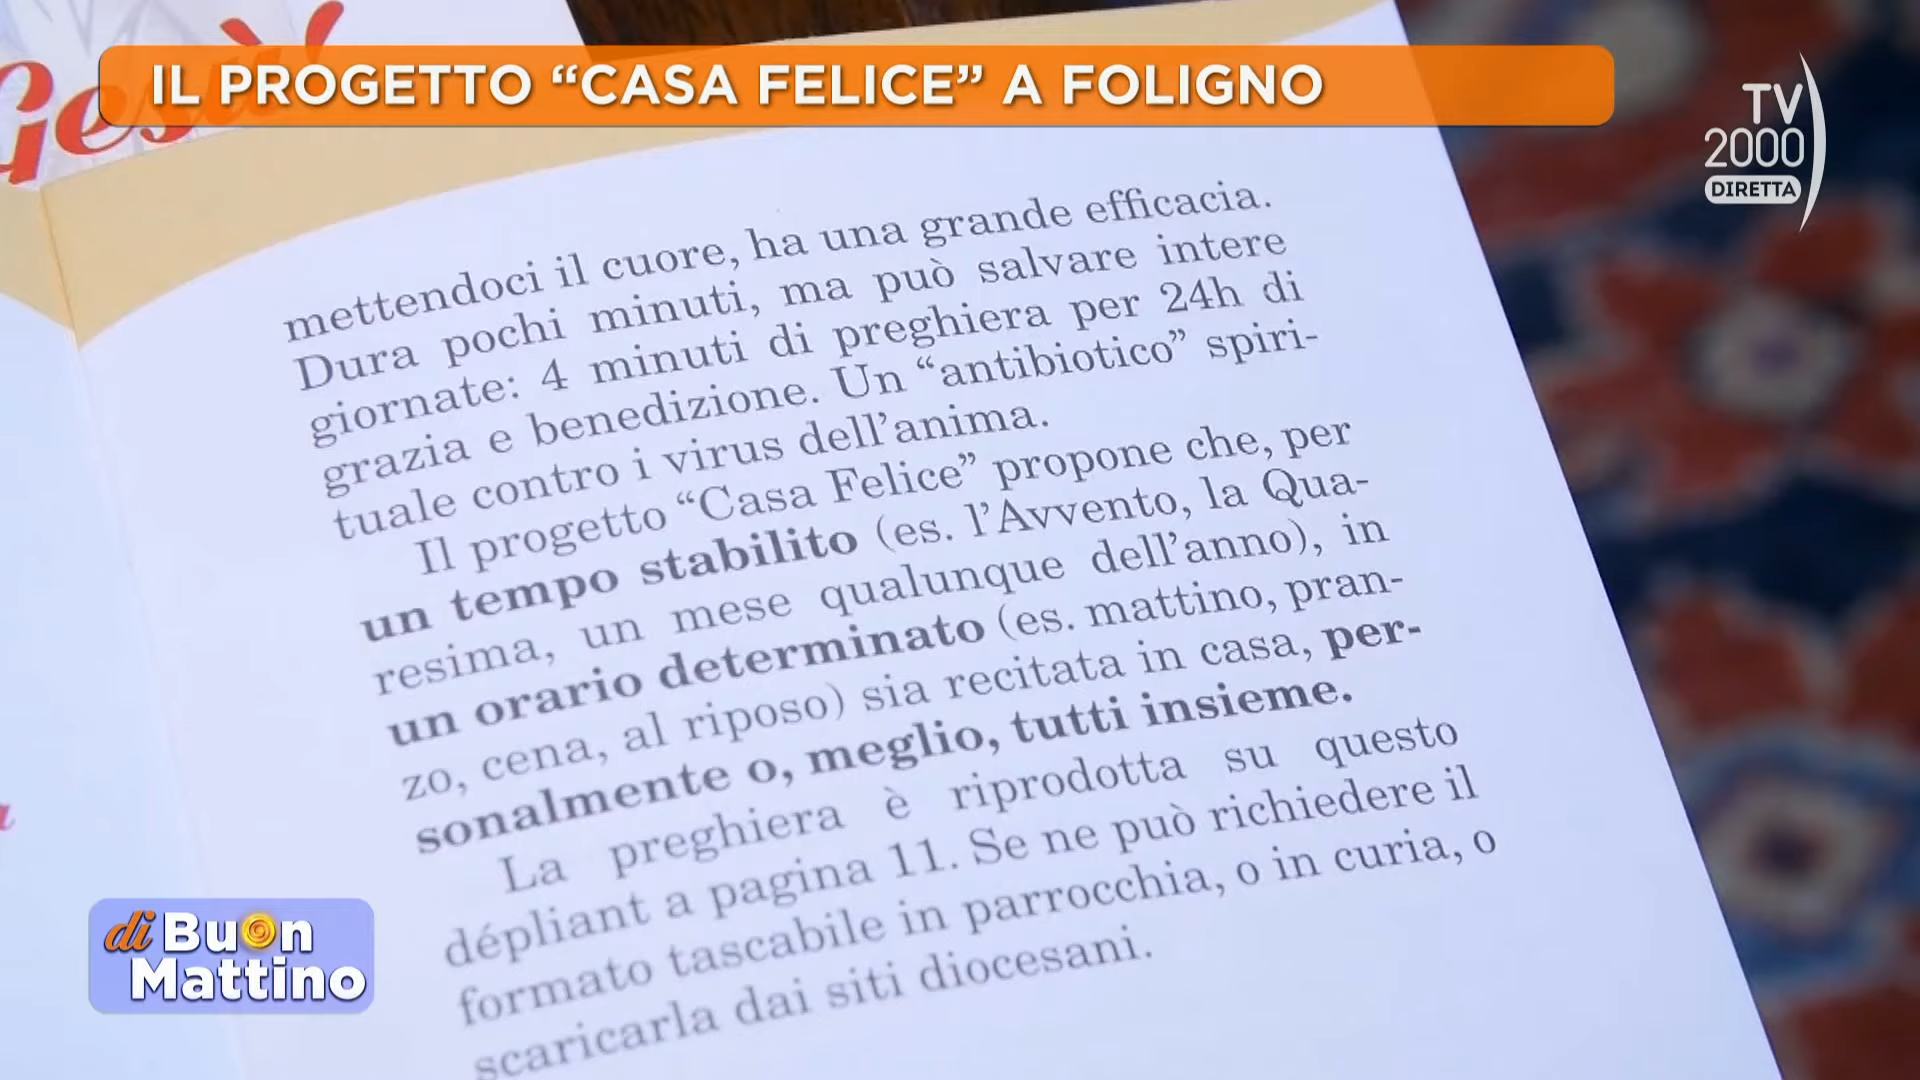 Gesù!
IL PROGETTO “CASA FELICE” A FOLIGNO
TV
2000
DIRETTA
mettendoci il cuore, ha una grande efficacia.
Dura pochi minuti, ma può salvare intere
giornate: 4 minuti di preghiera per 24h di
grazia e benedizione. Un “antibiotico” spiri-
tuale contro i virus dell’anima.
Il progetto “Casa Felice” propone che, per
un tempo stabilito (es. l’Avvento, la Qua-
resima, un mese qualunque dell’anno), in
un orario determinato (es. mattino, pran-
zo, cena, al riposo) sia recitata in casa, per-
sonalmente o, meglio, tutti insieme.
La preghiera è riprodotta su questo
dépliant a pagina 11. Se ne può richiedere il
formato tascabile in parrocchia, o in curia, o
scaricarla dai siti diocesani.
di Buon
Mattino